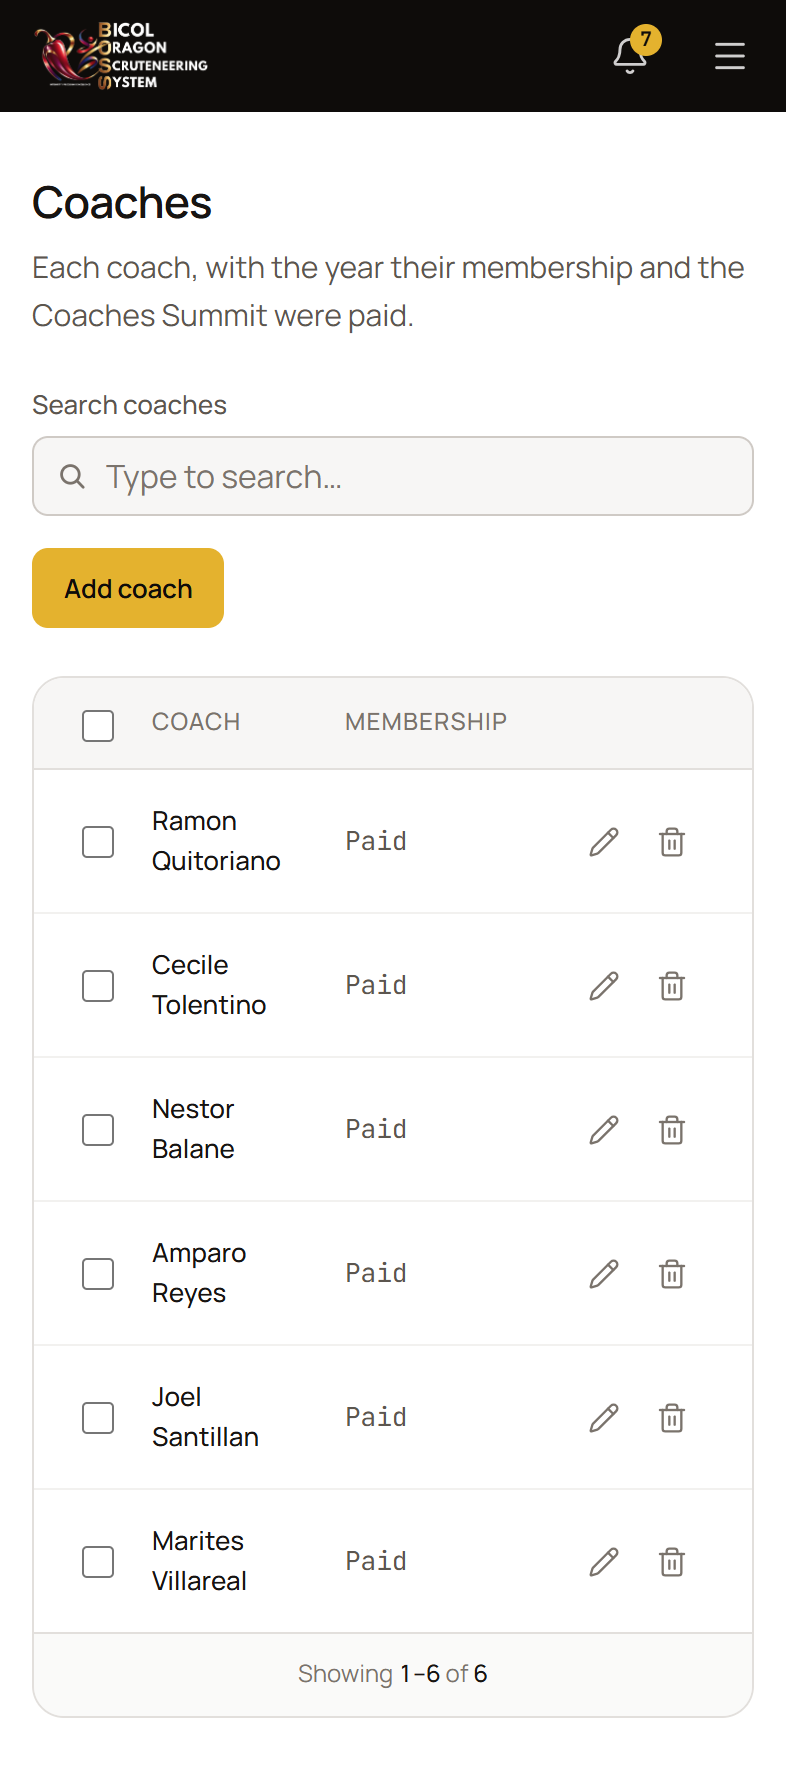 BICOL
DRAGON
SCRUTENEERING
SYSTEM
7
Coaches
Each coach, with the year their membership and the
Coaches Summit were paid.
Search coaches
Type to search...
Add coach
COACH MEMBERSHIP
Ramon
Quitoriano
Paid
Cecile
Tolentino
Paid
Nestor
Balane
Paid
Amparo
Reyes
Paid
Joel
Santillan
Paid
Marites
Villareal
Paid
Showing 1–6 of 6